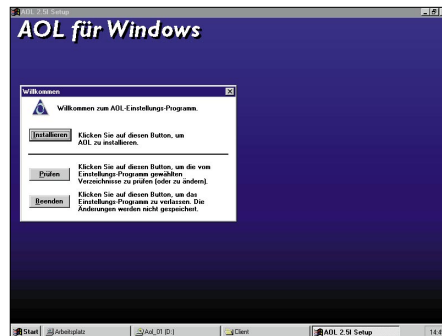 AOL 2.5I Setup
AOL für Windows
Willkommen
Willkommen zum AOL-Einstellungs-Programm.
Installieren
Klicken Sie auf diesen Button, um
AOL zu installieren.
Prüfen
Klicken Sie auf diesen Button, um die vom
Einstellungs-Programm gewählten
Verzeichnisse zu prüfen (oder zu ändern).
Beenden
Klicken Sie auf diesen Button, um das
Einstellungs-Programm zu verlassen. Die
Änderungen werden nicht gespeichert.
Start
Arbeitsplatz
Aol_01 (D:)
Client
AOL 2.5I Setup